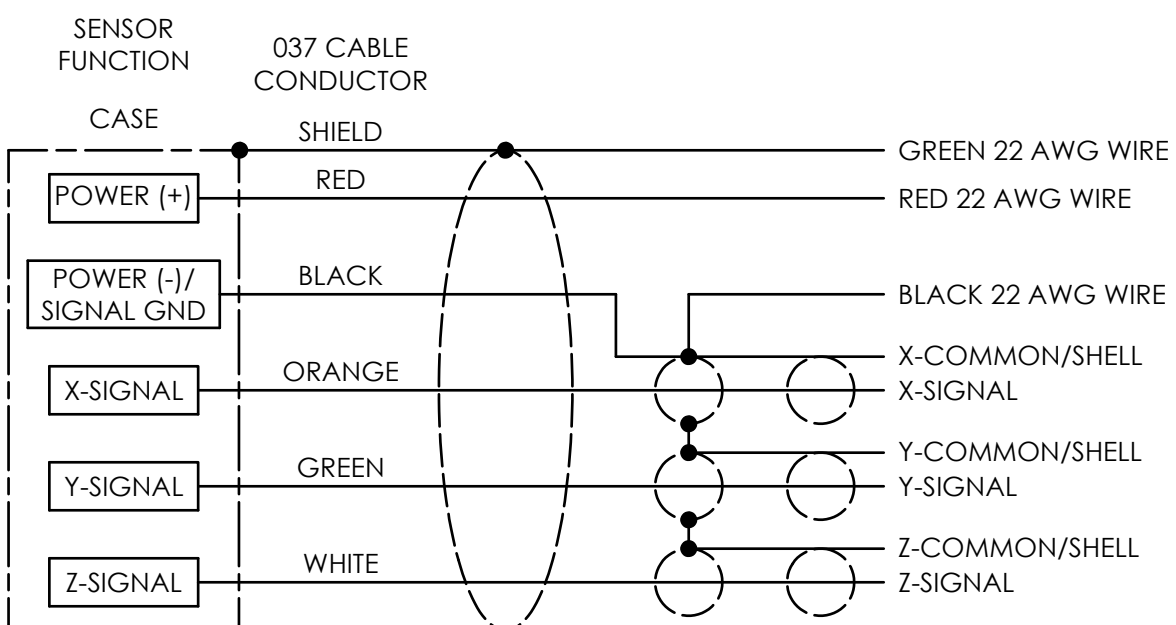 SENSOR
FUNCTION
037 CABLE
CONDUCTOR
CASE
SHIELD
GREEN 22 AWG WIRE
POWER (+)
RED
RED 22 AWG WIRE
POWER (-)/
SIGNAL GND
BLACK
BLACK 22 AWG WIRE
X-COMMON/SHELL
X-SIGNAL
ORANGE
X-SIGNAL
Y-COMMON/SHELL
Y-SIGNAL
GREEN
Y-SIGNAL
Z-COMMON/SHELL
Z-SIGNAL
WHITE
Z-SIGNAL